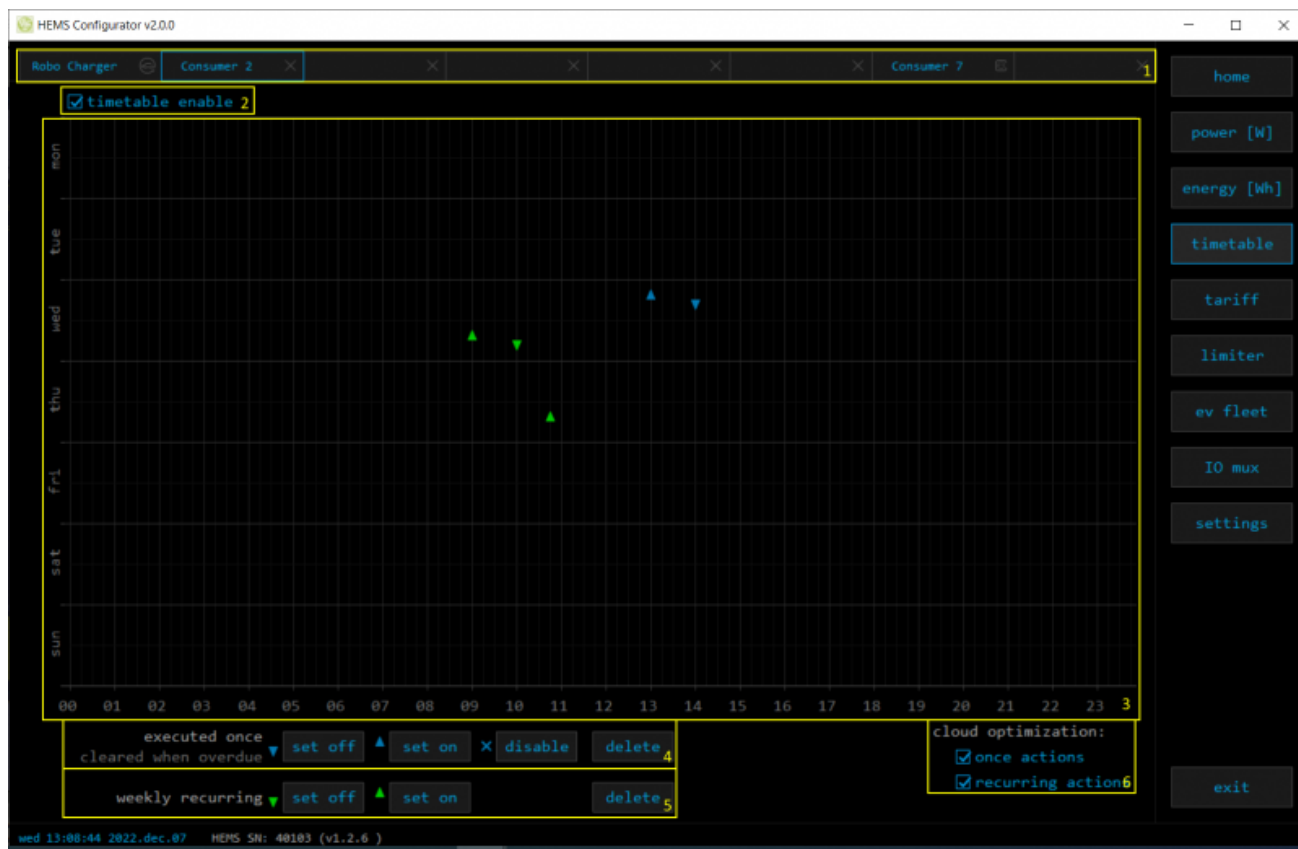 HEMS Configurator v2.0.0
Robo Charger Consumer 2 Consumer 7 1
home
timetable enable 2
power [W]
energy [Wh]
timetable
tariff
limiter
ev fleet
IO mux
settings
exit
mon
tue
wed
thu
fri
sat
sun
00 01 02 03 04 05 06 07 08 09 10 11 12 13 14 15 16 17 18 19 20 21 22 23 3
executed once
cleared when overdue set off set on disable delete 4
weekly recurring set off set on delete 5
cloud optimization:
once actions
recurring action 6
wed 13:08:44 2022.dec.07 HEMS SN: 40103 (v1.2.6 )